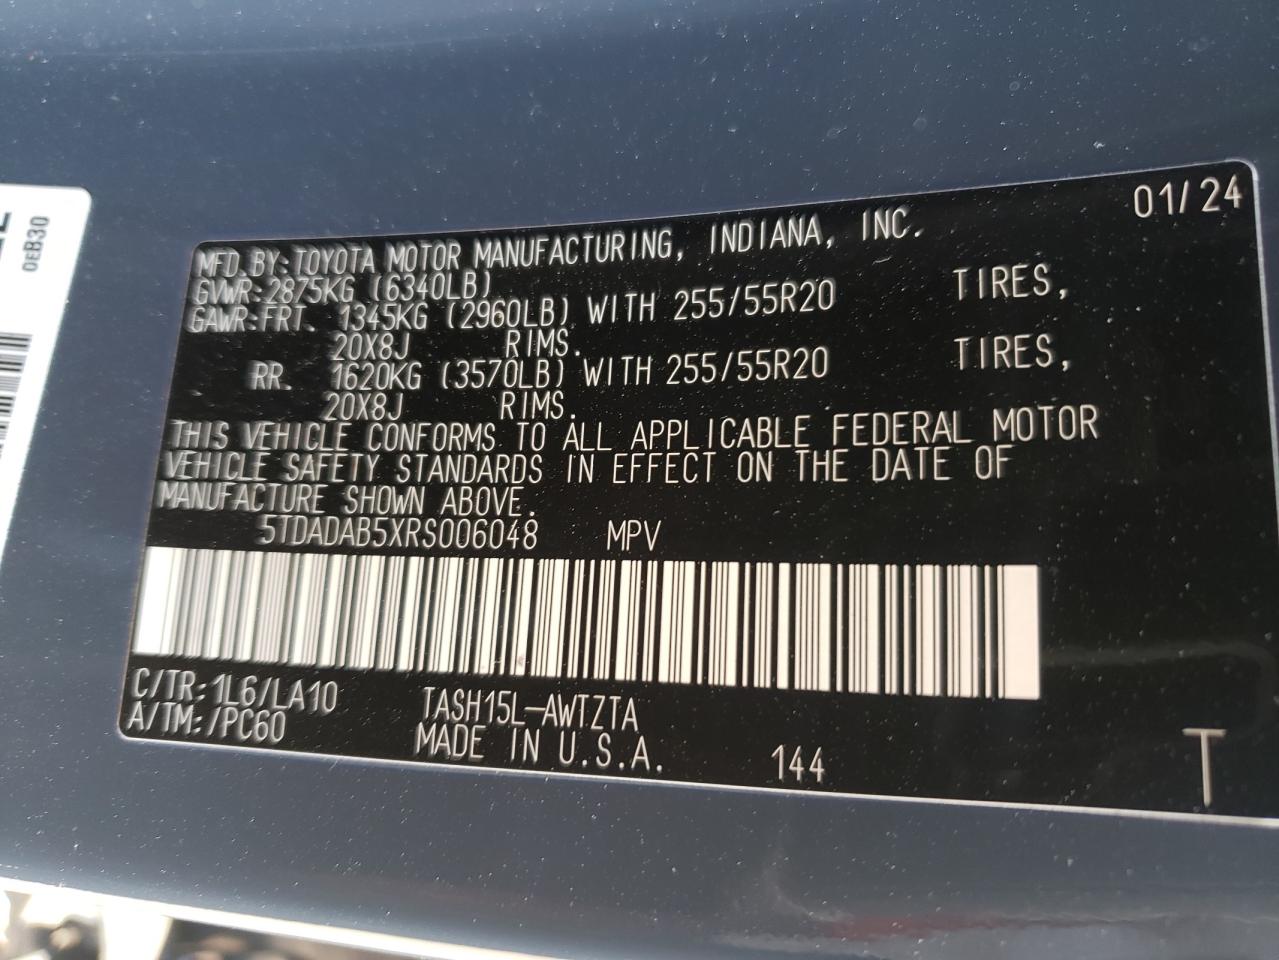 0EB30
01/24
MFD.BY:TOYOTA MOTOR MANUFACTURING, INDIANA, INC.
GVWR:2875KG (6340LB)
GAWR:FRT. 1345KG (2960LB) WITH 255/55R20 TIRES,
20X8J RIMS.
RR. 1620KG (3570LB) WITH 255/55R20 TIRES,
20X8J RIMS.
THIS VEHICLE CONFORMS TO ALL APPLICABLE FEDERAL MOTOR
VEHICLE SAFETY STANDARDS IN EFFECT ON THE DATE OF
MANUFACTURE SHOWN ABOVE.
5TDADAB5XRS006048 MPV
C/TR:1L6/LA10 TASH15L-AWTZTA
A/TM:/PC60 MADE IN U.S.A. 144 T